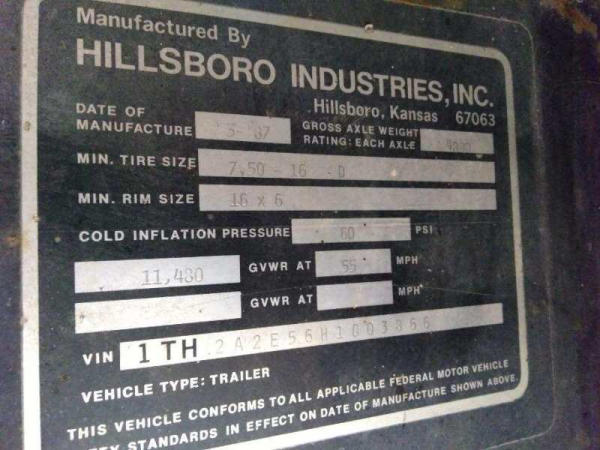 Manufactured By
HILLSBORO INDUSTRIES, INC.
Hillsboro, Kansas 67063
DATE OF MANUFACTURE 3-87
GROSS AXLE WEIGHT RATING: EACH AXLE
MIN. TIRE SIZE 7.50 - 16 - D
MIN. RIM SIZE 16 x 6
COLD INFLATION PRESSURE 60 PSI
11,480 GVWR AT 55 MPH
GVWR AT MPH
VIN 1TH 2A2E56H1003866
VEHICLE TYPE: TRAILER
THIS VEHICLE CONFORMS TO ALL APPLICABLE FEDERAL MOTOR VEHICLE
STANDARDS IN EFFECT ON DATE OF MANUFACTURE SHOWN ABOVE.